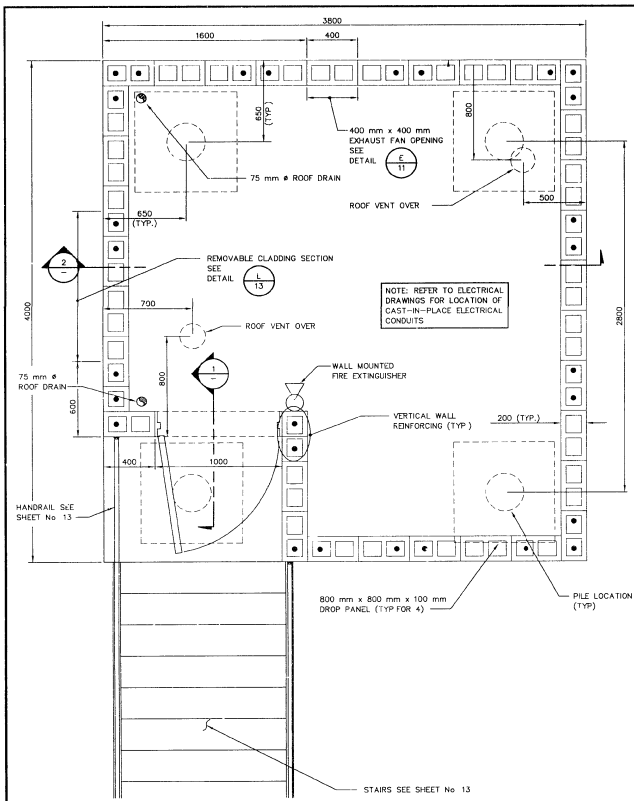 3800
1600
400
650
(TYP.)
800
400 mm x 400 mm
EXHAUST FAN OPENING
SEE
DETAIL
E
11
75 mm ø ROOF DRAIN
ROOF VENT OVER
650
(TYP.)
500
2
–
REMOVABLE CLADDING SECTION
SEE
DETAIL
L
13
NOTE: REFER TO ELECTRICAL
DRAWINGS FOR LOCATION OF
CAST-IN-PLACE ELECTRICAL
CONDUITS
4000
2800
700
ROOF VENT OVER
1
–
WALL MOUNTED
FIRE EXTINGUISHER
75 mm ø
ROOF DRAIN
600
800
VERTICAL WALL
REINFORCING (TYP )
200 (TYP.)
400
1000
HANDRAIL SEE
SHEET No 13
800 mm x 800 mm x 100 mm
DROP PANEL (TYP FOR 4)
PILE LOCATION
(TYP)
STAIRS SEE SHEET No 13